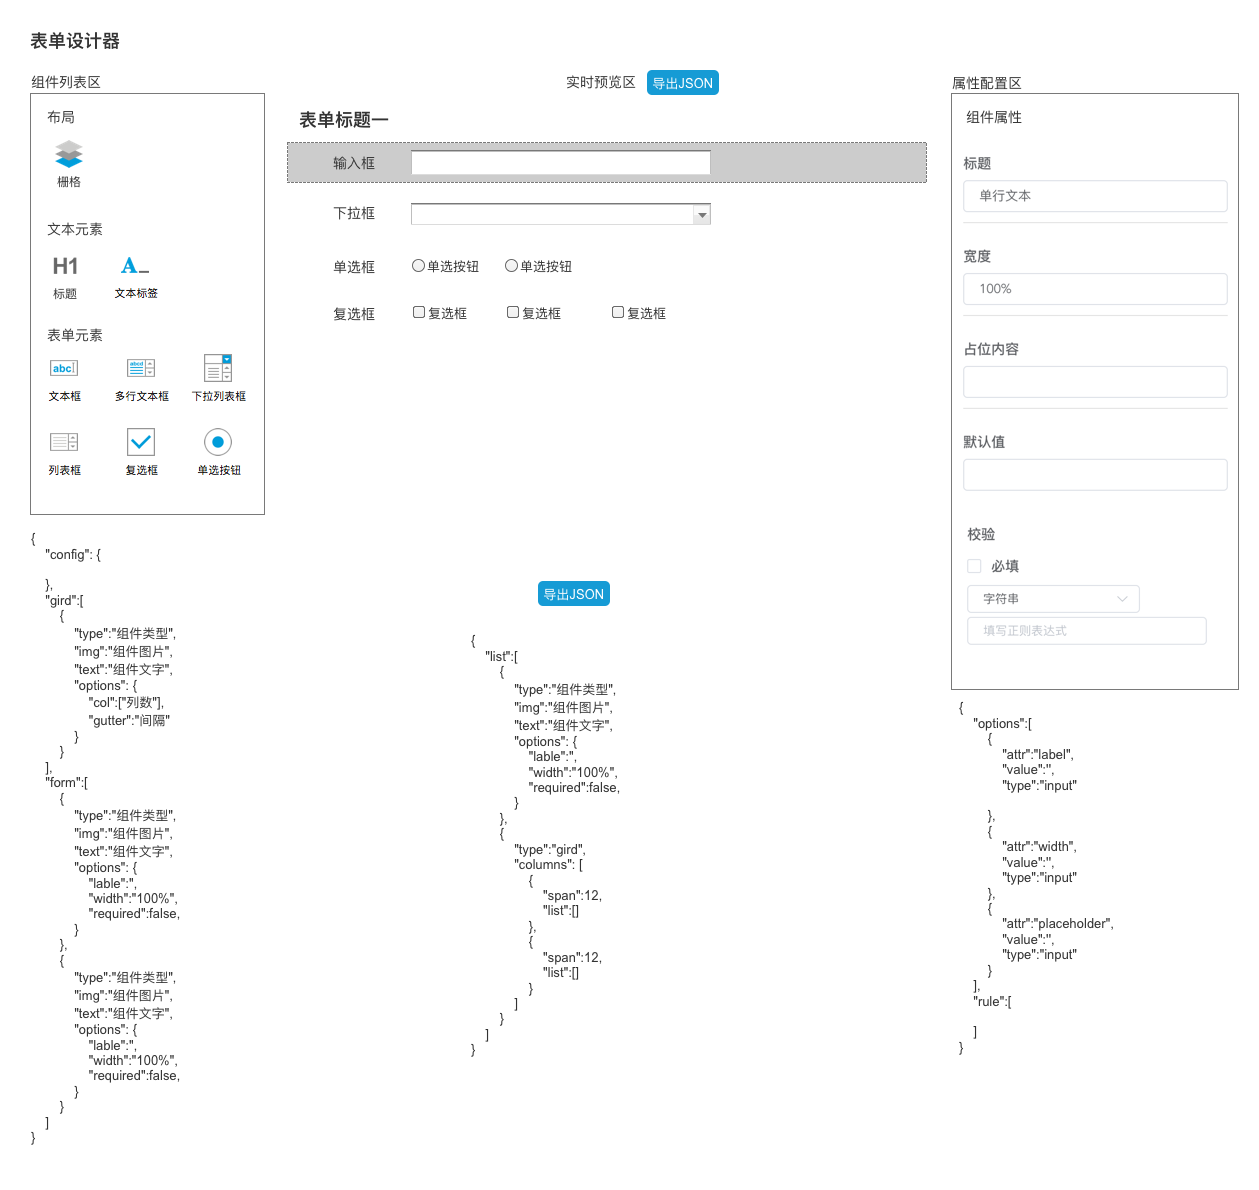 表单设计器
组件列表区
布局
栅格
文本元素
H1
A_
标题
文本标签
表单元素
abc
abcd
文本框
多行文本框
下拉列表框
列表框
复选框
单选按钮
{
"config": {
},
"gird":[
{
"type":"组件类型",
"img":"组件图片",
"text":"组件文字",
"options": {
"col":["列数"],
"gutter":"间隔"
}
}
],
"form":[
{
"type":"组件类型",
"img":"组件图片",
"text":"组件文字",
"options": {
"lable":'',
"width":"100%",
"required":false,
}
},
{
"type":"组件类型",
"img":"组件图片",
"text":"组件文字",
"options": {
"lable":'',
"width":"100%",
"required":false,
}
}
]
}
实时预览区
导出JSON
表单标题一
输入框
下拉框
单选框
单选按钮
单选按钮
复选框
复选框
复选框
复选框
导出JSON
{
"list":[
{
"type":"组件类型",
"img":"组件图片",
"text":"组件文字",
"options": {
"lable":'',
"width":"100%",
"required":false,
}
},
{
"type":"gird",
"columns": [
{
"span":12,
"list":[]
},
{
"span":12,
"list":[]
}
]
}
]
}
属性配置区
组件属性
标题
单行文本
宽度
100%
占位内容
默认值
校验
必填
字符串
填写正则表达式
{
"options":[
{
"attr":"label",
"value":'',
"type":"input"
},
{
"attr":"width",
"value":'',
"type":"input"
},
{
"attr":"placeholder",
"value":'',
"type":"input"
}
],
"rule":[
]
}